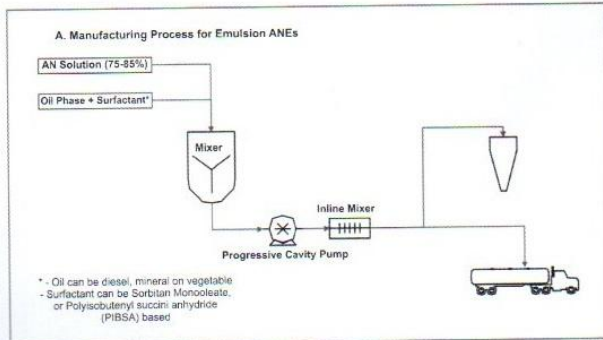 A. Manufacturing Process for Emulsion ANEs
AN Solution (75-85%)
Oil Phase + Surfactant*
Mixer
Inline Mixer
Progressive Cavity Pump
* - Oil can be diesel, mineral on vegetable
- Surfactant can be Sorbitan Monooleate,
or Polyisobutenyl succini anhydride
(PIBSA) based